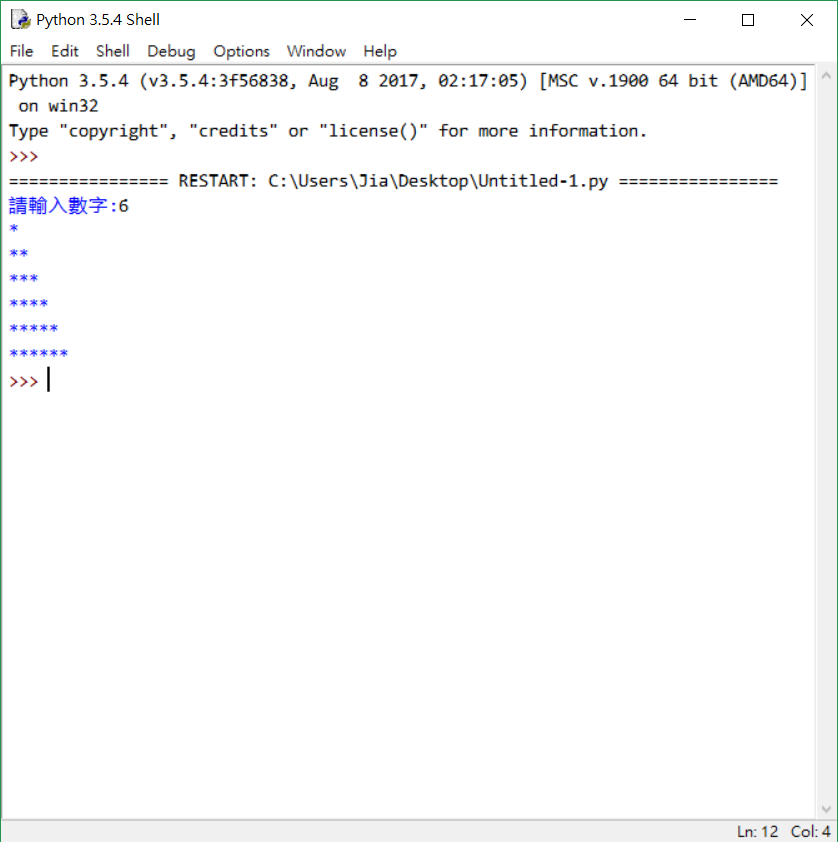 Python 3.5.4 Shell
File Edit Shell Debug Options Window Help
Python 3.5.4 (v3.5.4:3f56838, Aug  8 2017, 02:17:05) [MSC v.1900 64 bit (AMD64)]
 on win32
Type "copyright", "credits" or "license()" for more information.
>>>
================ RESTART: C:\Users\Jia\Desktop\Untitled-1.py ================
請輸入數字:6
*
**
***
****
*****
******
>>>
Ln: 12 Col: 4